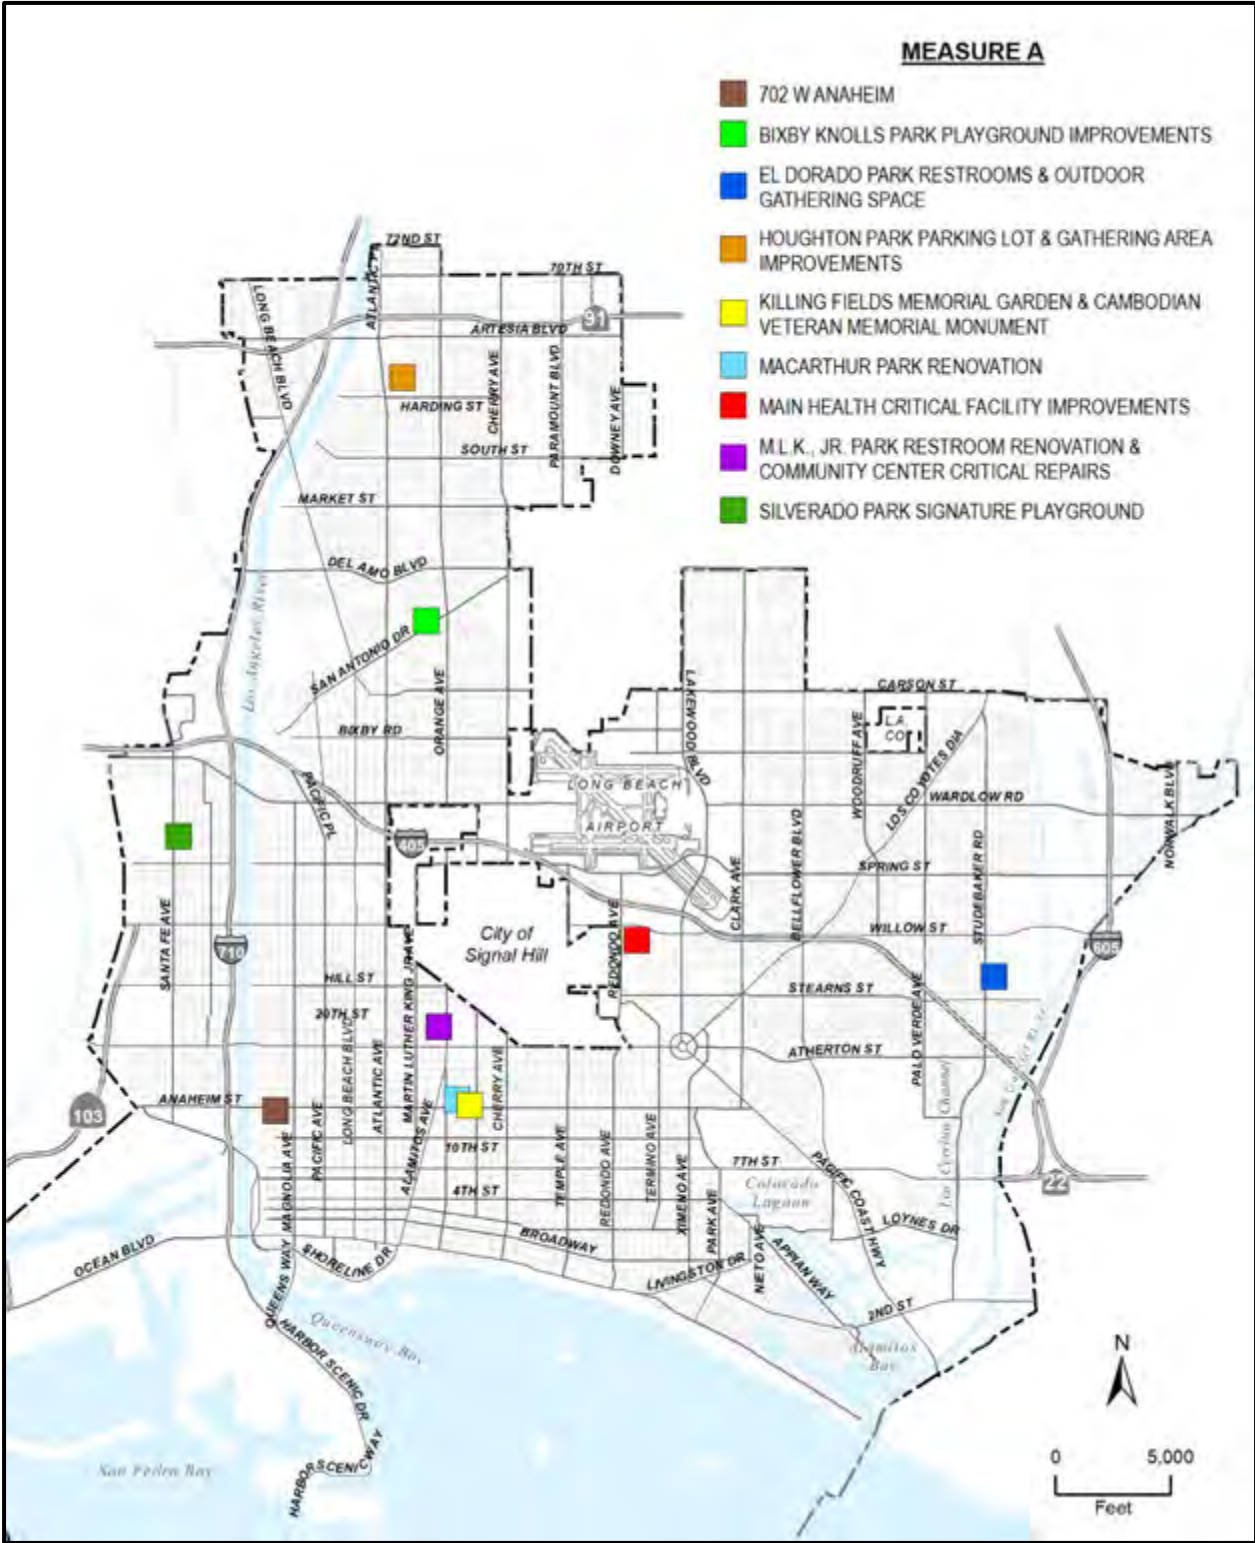 MEASURE A
702 W ANAHEIM
BIXBY KNOLLS PARK PLAYGROUND IMPROVEMENTS
EL DORADO PARK RESTROOMS & OUTDOOR
GATHERING SPACE
HOUGHTON PARK PARKING LOT & GATHERING AREA
IMPROVEMENTS
KILLING FIELDS MEMORIAL GARDEN & CAMBODIAN
VETERAN MEMORIAL MONUMENT
MACARTHUR PARK RENOVATION
MAIN HEALTH CRITICAL FACILITY IMPROVEMENTS
M.L.K., JR. PARK RESTROOM RENOVATION &
COMMUNITY CENTER CRITICAL REPAIRS
SILVERADO PARK SIGNATURE PLAYGROUND
72ND ST
70TH ST
ATLANTIC PL
LONG BEACH BLVD
91
ARTESIA BLVD
CHERRY AVE
PARAMOUNT BLVD
DOWNEY AVE
HARDING ST
SOUTH ST
MARKET ST
DEL AMO BLVD
Los Angeles River
SAN ANTONIO DR
ORANGE AVE
BIXBY RD
LAKEWOOD BLVD
CARSON ST
L.A.
CO
WOODRUFF AVE
LOS COYOTES DIA
PACIFIC PL
LONG BEACH
AIRPORT
WARDLOW RD
NORWALK BLVD
405
BELLFLOWER BLVD
STUDEBAKER RD
SPRING ST
CLARK AVE
SANTA FE AVE
710
City of
Signal Hill
REDONDO AVE
WILLOW ST
605
HILL ST
STEARNS ST
20TH ST
MARTIN LUTHER KING JR AVE
LONG BEACH BLVD
ATLANTIC AVE
CHERRY AVE
ATHERTON ST
PALO VERDE AVE
103
ANAHEIM ST
PACIFIC AVE
MAGNOLIA AVE
ALAMITOS AVE
10TH ST
TEMPLE AVE
REDONDO AVE
TERMINO AVE
XIMENO AVE
7TH ST
PACIFIC COAST HWY
Los Cerritos Channel
22
4TH ST
Colorado
Lagoon
PARK AVE
LOYNES DR
BROADWAY
OCEAN BLVD
SHORELINE DR
LIVINGSTON DR
NIETO AVE
APPIAN WAY
2ND ST
QUEENS WAY
Queensway Bay
HARBOR SCENIC DR
Alamitos
Bay
HARBOR SCENIC WAY
San Pedro Bay
N
0 5,000
Feet